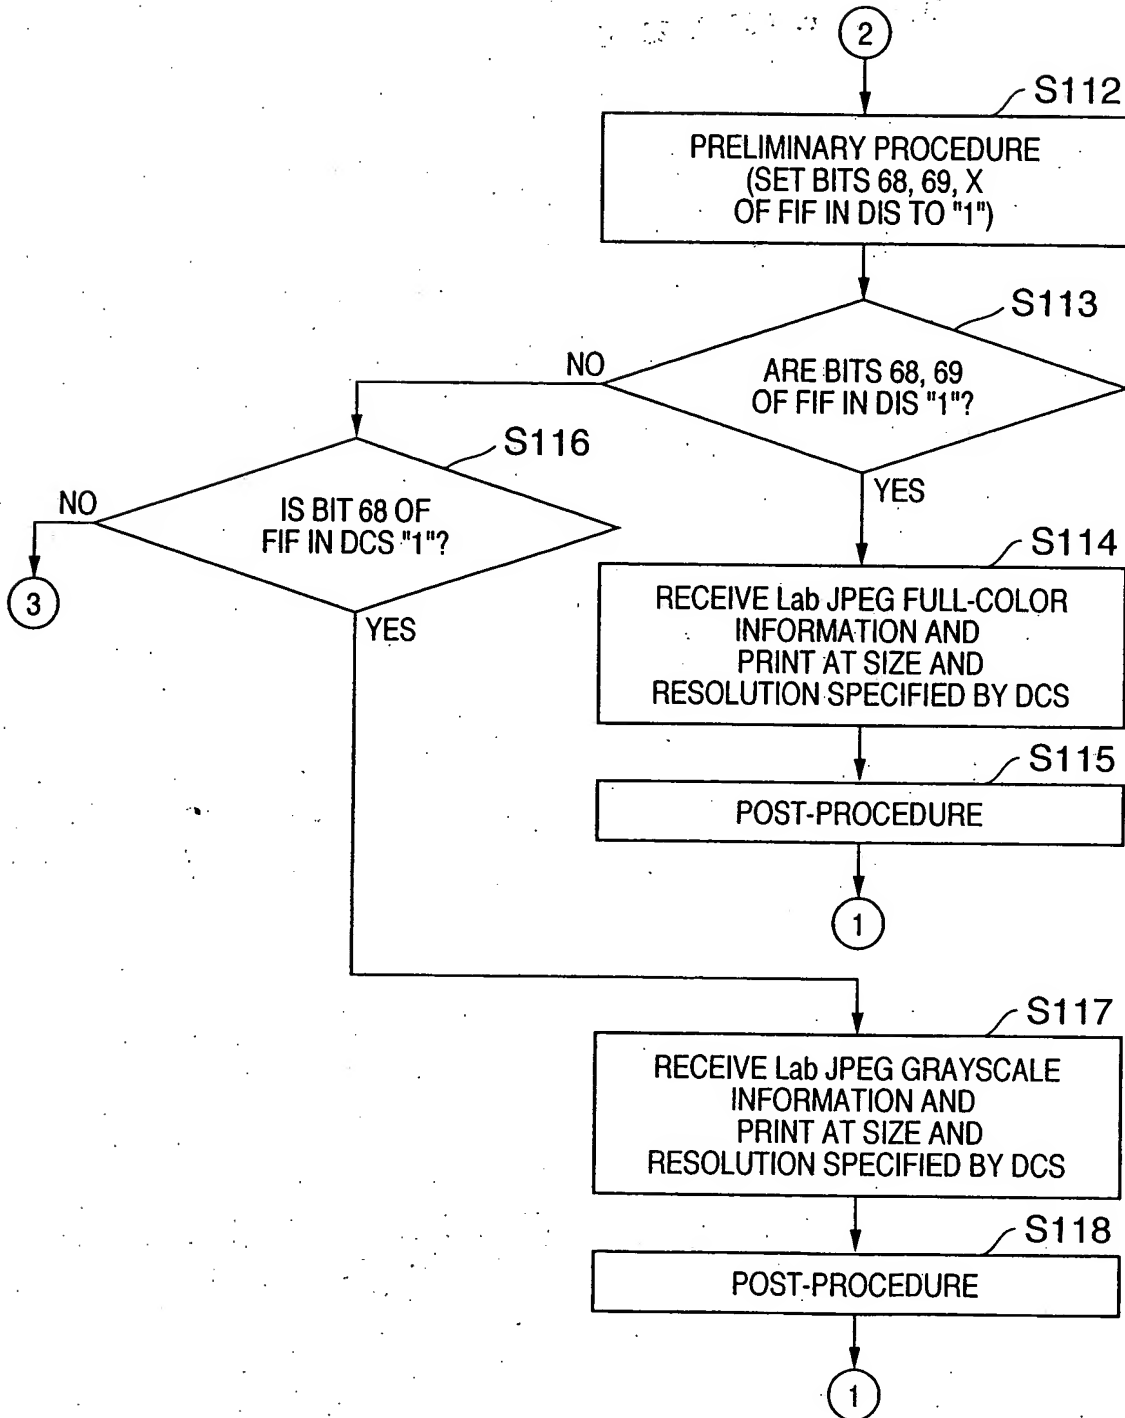 2
S112
PRELIMINARY PROCEDURE
(SET BITS 68, 69, X
OF FIF IN DIS TO "1")
S113
NO
ARE BITS 68, 69
OF FIF IN DIS "1"?
YES
S116
NO
IS BIT 68 OF
FIF IN DCS "1"?
YES
3
S114
RECEIVE Lab JPEG FULL-COLOR
INFORMATION AND
PRINT AT SIZE AND
RESOLUTION SPECIFIED BY DCS
S115
POST-PROCEDURE
1
S117
RECEIVE Lab JPEG GRAYSCALE
INFORMATION AND
PRINT AT SIZE AND
RESOLUTION SPECIFIED BY DCS
S118
POST-PROCEDURE
1